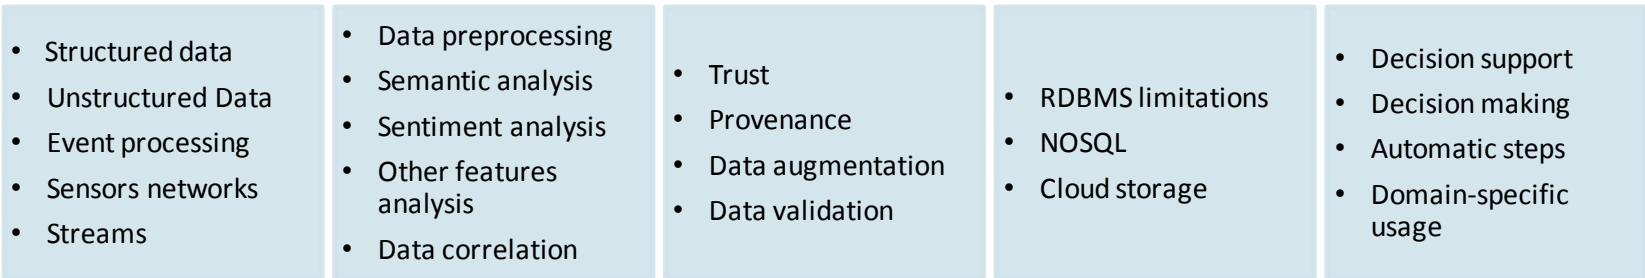 • Structured data
• Unstructured Data
• Event processing
• Sensors networks
• Streams
• Data preprocessing
• Semantic analysis
• Sentiment analysis
• Other features
analysis
• Data correlation
• Trust
• Provenance
• Data augmentation
• Data validation
• RDBMS limitations
• NOSQL
• Cloud storage
• Decision support
• Decision making
• Automatic steps
• Domain-specific
usage